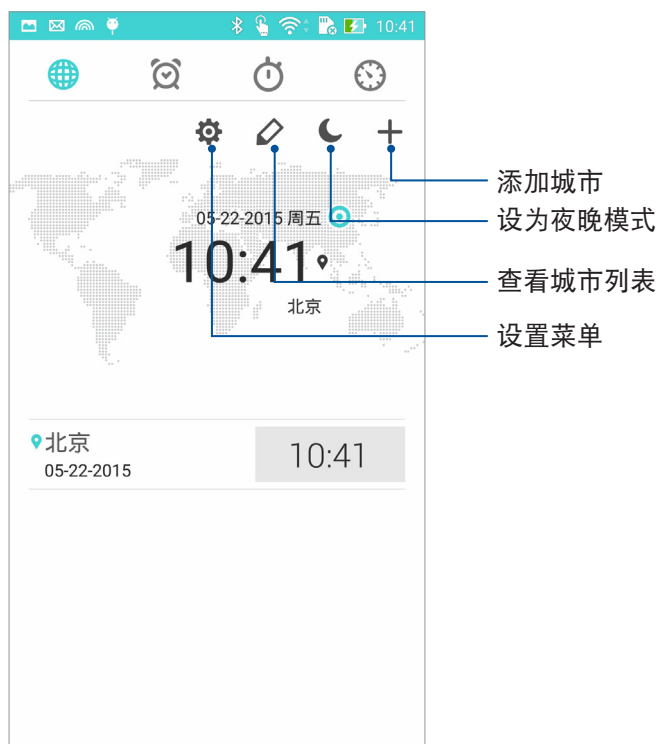 10:41
添加城市
05-22-2015 周五
设为夜晚模式
10:41
查看城市列表
北京
设置菜单
北京
10:41
05-22-2015